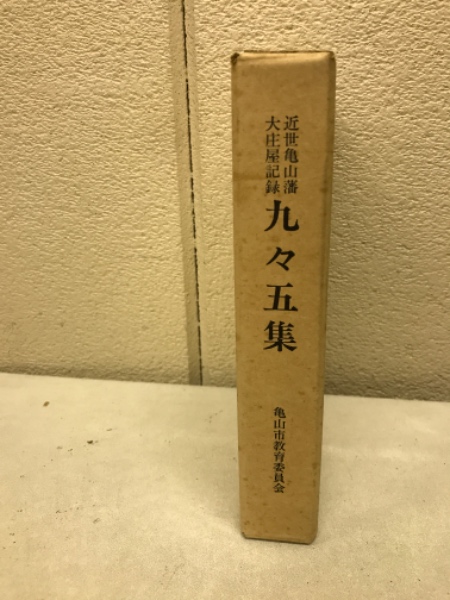 近世亀山藩
大庄屋記録
九々五集
亀山市教育委員会